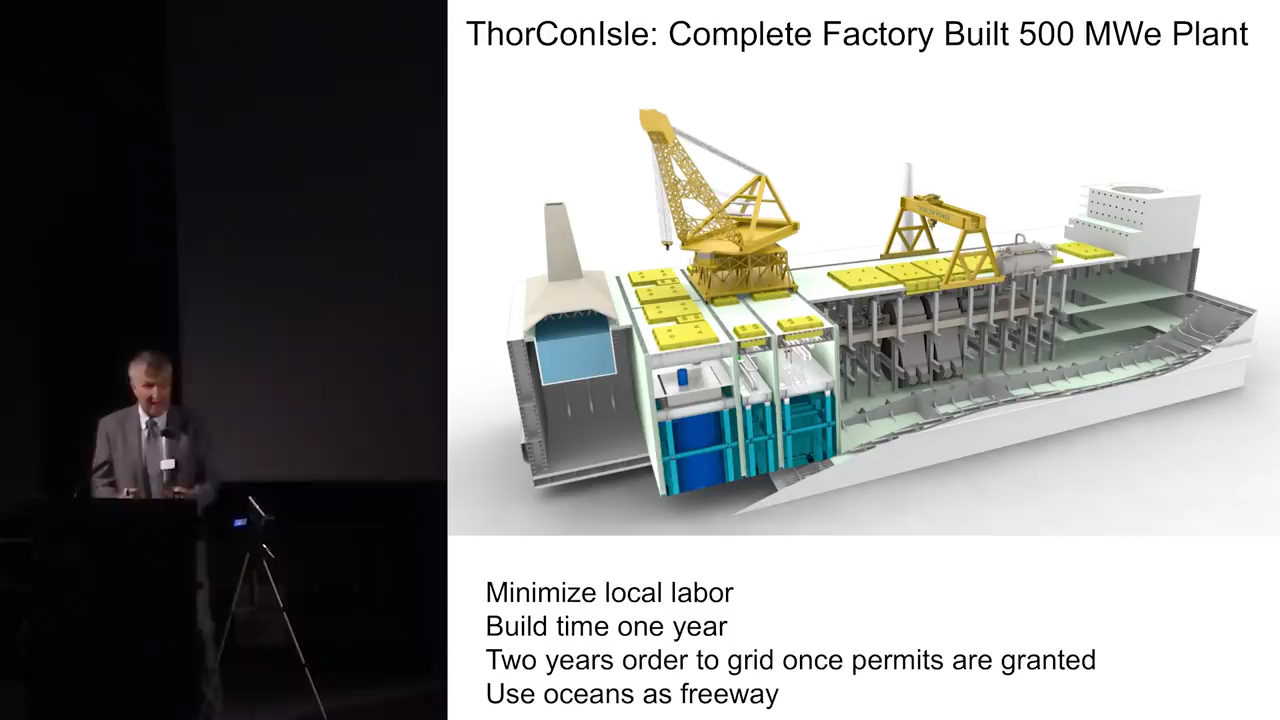 ThorConIsle: Complete Factory Built 500 MWe Plant
Minimize local labor
Build time one year
Two years order to grid once permits are granted
Use oceans as freeway